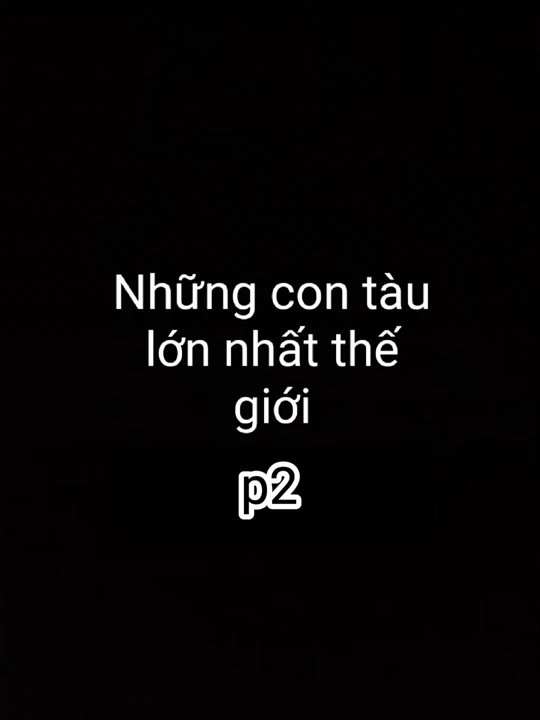 Những con tàu
lớn nhất thế
giới
p2